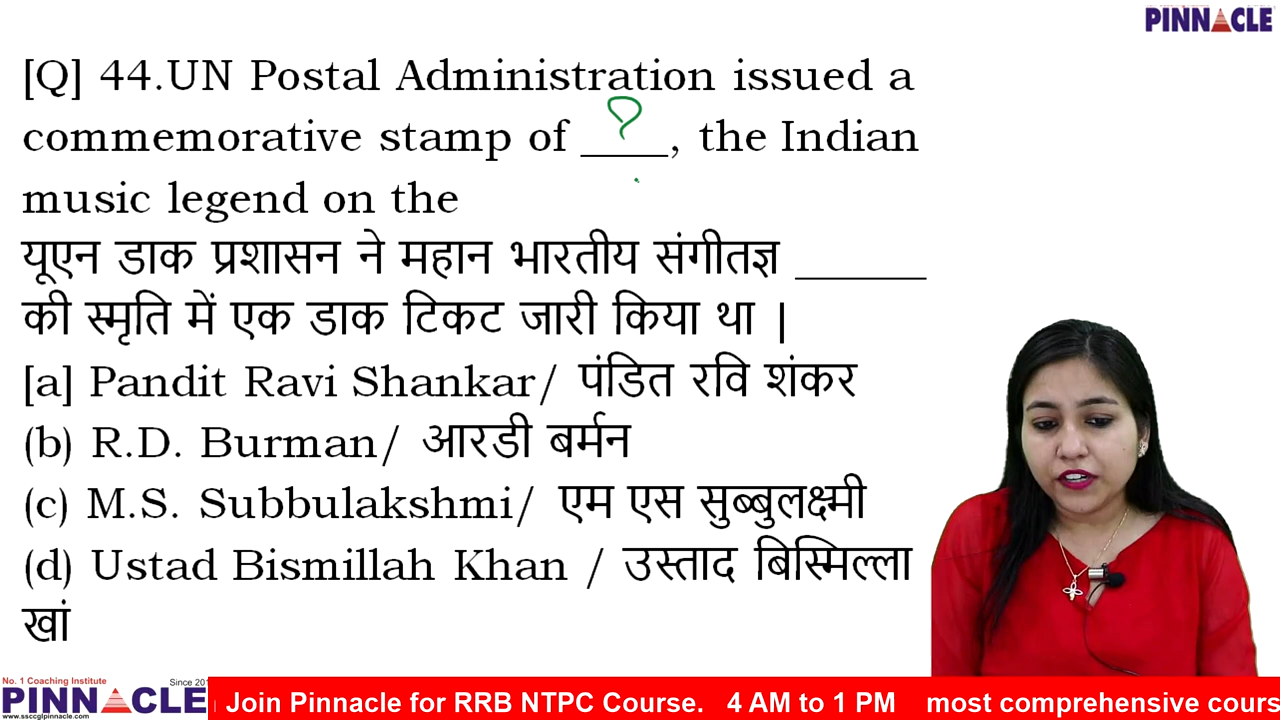 PINNACLE
[Q] 44.UN Postal Administration issued a
commemorative stamp of ____, the Indian
music legend on the
यूएन डाक प्रशासन ने महान भारतीय संगीतज्ञ ______
की स्मृति में एक डाक टिकट जारी किया था |
[a] Pandit Ravi Shankar/ पंडित रवि शंकर
(b) R.D. Burman/ आरडी बर्मन
(c) M.S. Subbulakshmi/ एम एस सुब्बुलक्ष्मी
(d) Ustad Bismillah Khan / उस्ताद बिस्मिल्ला
खां
No. 1 Coaching Institute
PINNACLE
www.ssccglpinnacle.com
Join Pinnacle for RRB NTPC Course. 4 AM to 1 PM most comprehensive